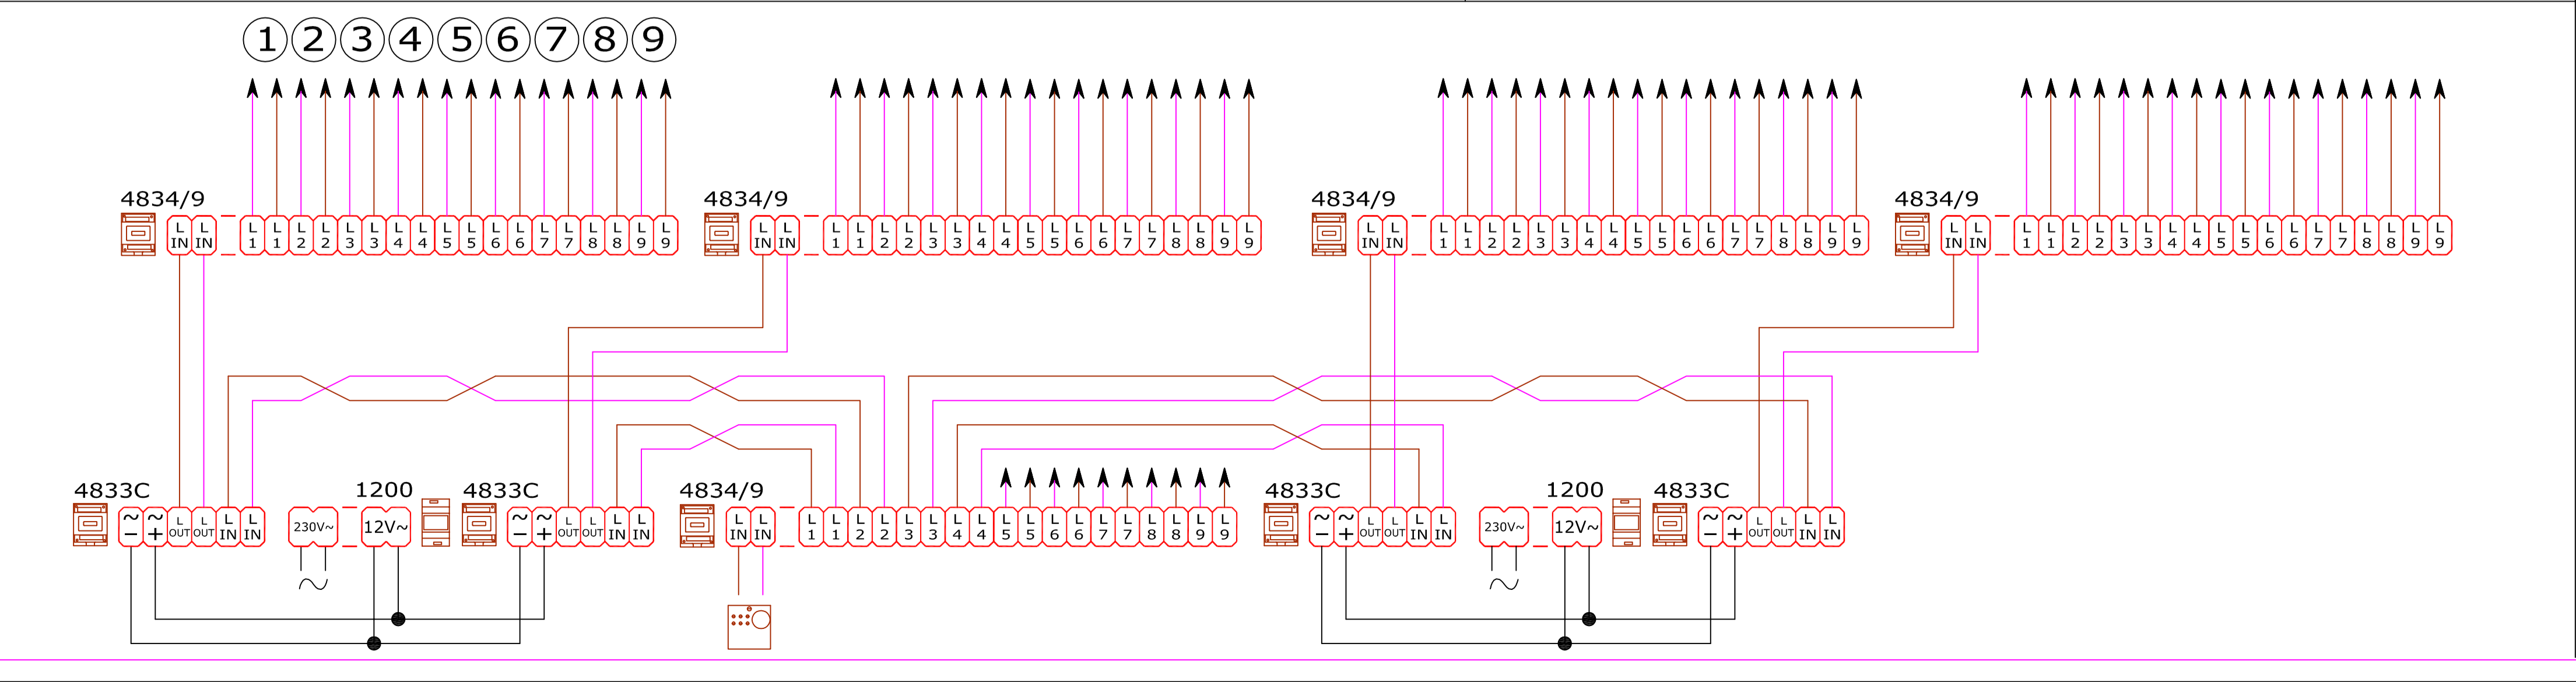 1 2 3 4 5 6 7 8 9
4834/9 4834/9 4834/9 4834/9
L IN L IN L 1 L 1 L 2 L 2 L 3 L 3 L 4 L 4 L 5 L 5 L 6 L 6 L 7 L 7 L 8 L 8 L 9 L 9
L IN L IN L 1 L 1 L 2 L 2 L 3 L 3 L 4 L 4 L 5 L 5 L 6 L 6 L 7 L 7 L 8 L 8 L 9 L 9
L IN L IN L 1 L 1 L 2 L 2 L 3 L 3 L 4 L 4 L 5 L 5 L 6 L 6 L 7 L 7 L 8 L 8 L 9 L 9
L IN L IN L 1 L 1 L 2 L 2 L 3 L 3 L 4 L 4 L 5 L 5 L 6 L 6 L 7 L 7 L 8 L 8 L 9 L 9
4833C 1200 4833C 4834/9 4833C 1200 4833C
~ − ~ + L OUT L OUT L IN L IN
230V~ 12V~
~ − ~ + L OUT L OUT L IN L IN
L IN L IN L 1 L 1 L 2 L 2 L 3 L 3 L 4 L 4 L 5 L 5 L 6 L 6 L 7 L 7 L 8 L 8 L 9 L 9
~ − ~ + L OUT L OUT L IN L IN
230V~ 12V~
~ − ~ + L OUT L OUT L IN L IN
~ ~